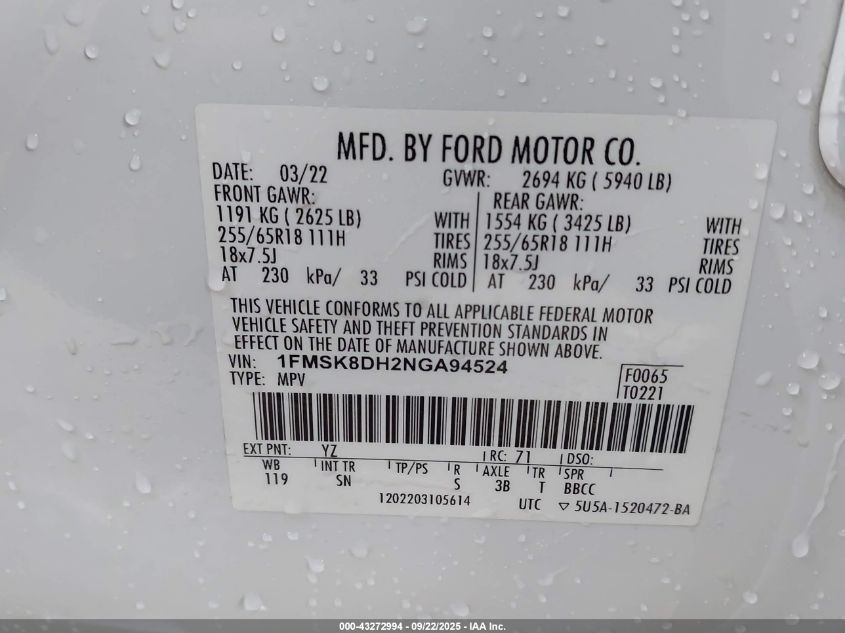 MFD. BY FORD MOTOR CO.
DATE: 03/22 GVWR: 2694 KG ( 5940 LB)
FRONT GAWR: REAR GAWR:
1191 KG ( 2625 LB) WITH 1554 KG ( 3425 LB) WITH
255/65R18 111H TIRES 255/65R18 111H TIRES
18x7.5J RIMS 18x7.5J RIMS
AT 230 kPa/ 33 PSI COLD AT 230 kPa/ 33 PSI COLD
THIS VEHICLE CONFORMS TO ALL APPLICABLE FEDERAL MOTOR
VEHICLE SAFETY AND THEFT PREVENTION STANDARDS IN
EFFECT ON THE DATE OF MANUFACTURE SHOWN ABOVE.
VIN: 1FMSK8DH2NGA94524
TYPE: MPV
F0065
T0221
EXT PNT: YZ RC: 71 DSO:
WB INT TR TP/PS R AXLE TR SPR
119 SN S 3B T BBCC
1202203105614 UTC ▽ 5U5A-1520472-BA
000-43272994 - 09/22/2025 - IAA Inc.